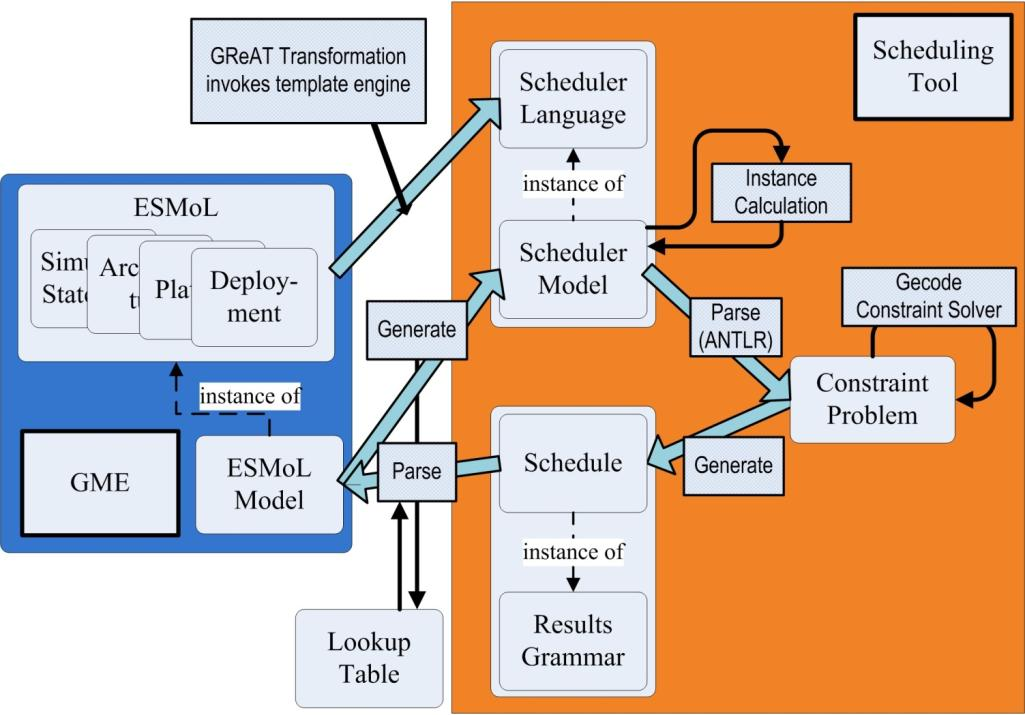 GReAT Transformation
invokes template engine
Scheduler
Language
Scheduling
Tool
instance of
Instance
Calculation
ESMoL
Deploy-
ment
Scheduler
Model
Generate
Parse
(ANTLR)
Gecode
Constraint Solver
Constraint
Problem
instance of
GME
ESMoL
Model
Parse
Schedule
Generate
instance of
Lookup
Table
Results
Grammar